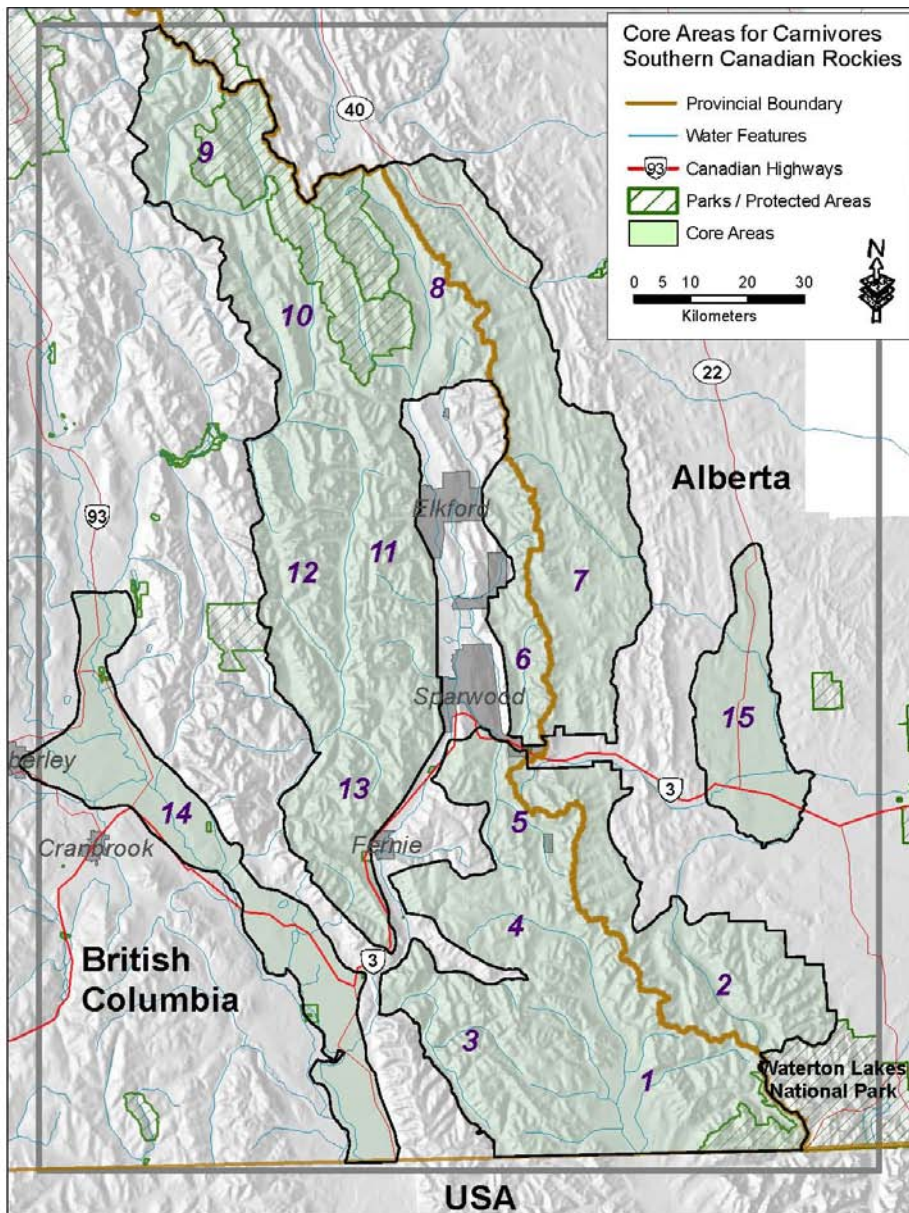 Core Areas for Carnivores
Southern Canadian Rockies
Provincial Boundary
Water Features
93
Canadian Highways
Parks / Protected Areas
Core Areas
N
0 5 10 20 30
Kilometers
40
9
8
10
22
Alberta
Elkford
93
11
12
7
6
Sparwood
15
berley
13
3
14
5
Cranbrook
Fernie
4
British
Columbia
3
2
3
1
Waterton Lakes
National Park
USA